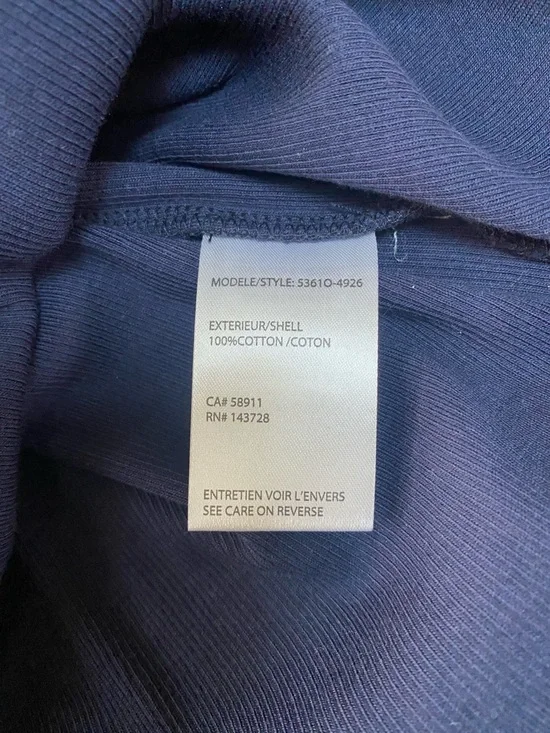 MODELE/STYLE: 5361O-4926
EXTERIEUR/SHELL
100%COTTON /COTON
CA# 58911
RN# 143728
ENTRETIEN VOIR L'ENVERS
SEE CARE ON REVERSE